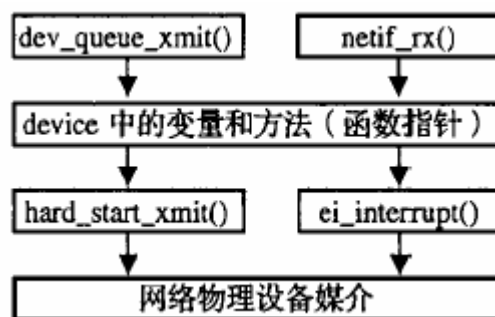 dev_queue_xmit() netif_rx()
device 中的变量和方法（函数指针）
hard_start_xmit() ei_interrupt()
网络物理设备媒介